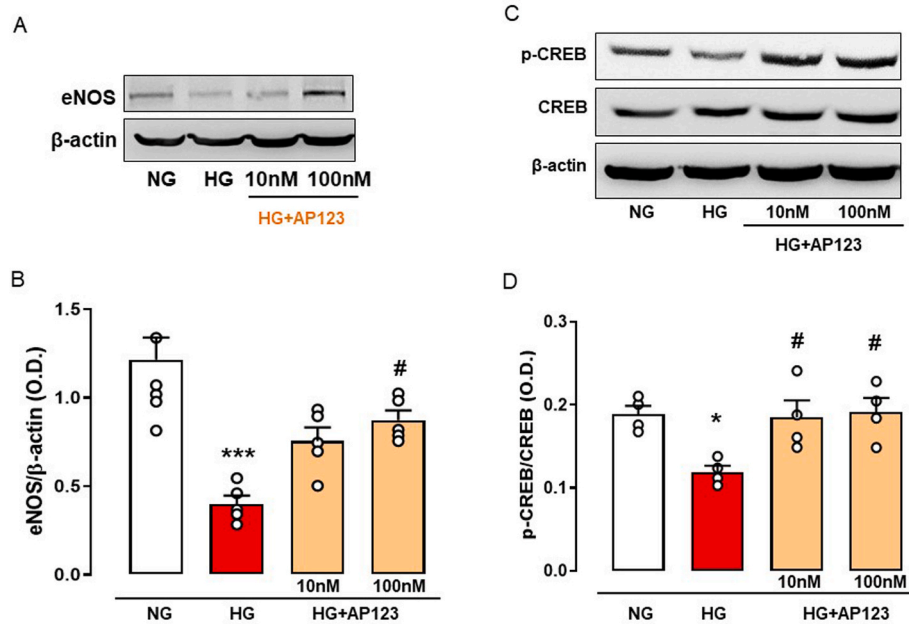 A
eNOS
β-actin
NG HG 10nM 100nM
HG+AP123
C
p-CREB
CREB
β-actin
NG HG 10nM 100nM
HG+AP123
B
eNOS/β-actin (O.D.)
1.5
1.0
0.5
0.0
***
#
10nM 100nM
NG HG HG+AP123
D
p-CREB/CREB (O.D.)
0.3
0.2
0.1
0.0
*
# #
10nM 100nM
NG HG HG+AP123